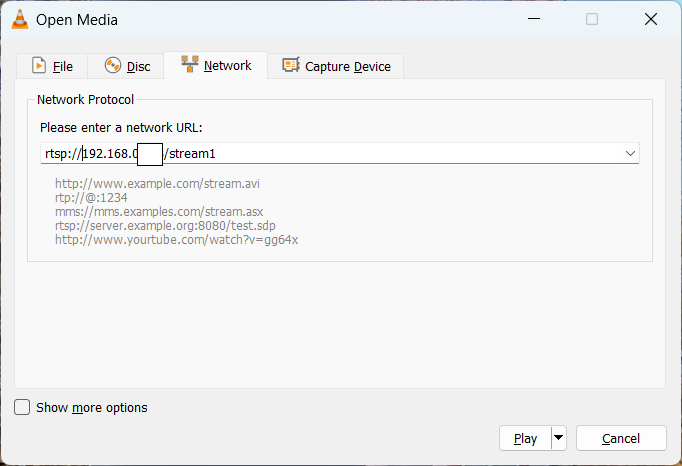 Open Media
File Disc Network Capture Device
Network Protocol
Please enter a network URL:
rtsp://192.168. /stream1
http://www.example.com/stream.avi
rtp://@:1234
mms://mms.examples.com/stream.asx
rtsp://server.example.org:8080/test.sdp
http://www.yourtube.com/watch?v=gg64x
Show more options
Play Cancel